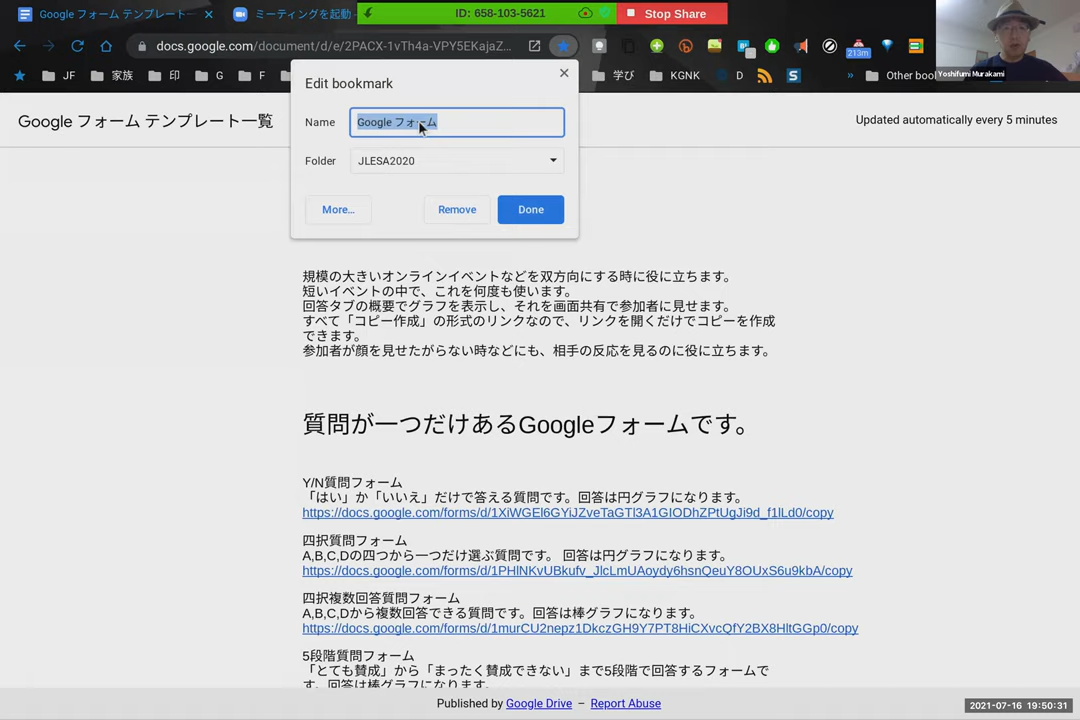 Google フォーム テンプレート一
ミーティングを起動
ID: 658-103-5621
Stop Share
docs.google.com/document/d/e/2PACX-1vTh4a-VPY5EKajaZ...
213m
JF
家族
印
G
F
学び
KGNK
D
S
»
Other boo
Yoshifumi Murakami
Edit bookmark
Name
Google フォーム
Folder
JLESA2020
More...
Remove
Done
Google フォーム テンプレート一覧
Updated automatically every 5 minutes
規模の大きいオンラインイベントなどを双方向にする時に役に立ちます。
短いイベントの中で、これを何度も使います。
回答タブの概要でグラフを表示し、それを画面共有で参加者に見せます。
すべて「コピー作成」の形式のリンクなので、リンクを開くだけでコピーを作成
できます。
参加者が顔を見せたがらない時などにも、相手の反応を見るのに役に立ちます。
質問が一つだけあるGoogleフォームです。
Y/N質問フォーム
「はい」か「いいえ」だけで答える質問です。回答は円グラフになります。
https://docs.google.com/forms/d/1XiWGEl6GYiJZveTaGTl3A1GIODhZPtUgJi9d_f1lLd0/copy
四択質問フォーム
A,B,C,Dの四つから一つだけ選ぶ質問です。 回答は円グラフになります。
https://docs.google.com/forms/d/1PHlNKvUBkufv_JlcLmUAoydy6hsnQeuY8OUxS6u9kbA/copy
四択複数回答質問フォーム
A,B,C,Dから複数回答できる質問です。回答は棒グラフになります。
https://docs.google.com/forms/d/1murCU2nepz1DkczGH9Y7PT8HiCXvcQfY2BX8HltGGp0/copy
5段階質問フォーム
「とても賛成」から「まったく賛成できない」まで5段階で回答するフォームで
す。回答は棒グラフになります。
Published by Google Drive – Report Abuse
2021-07-16 19:50:31